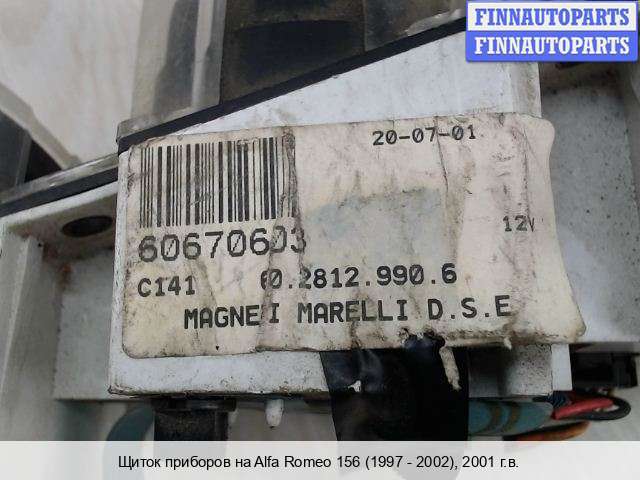 FINNAUTOPARTS
FINNAUTOPARTS
20-07-01
60670603
12V
C141 60.2812.990.6
MAGNETI MARELLI D.S.E
Щиток приборов на Alfa Romeo 156 (1997 - 2002), 2001 г.в.